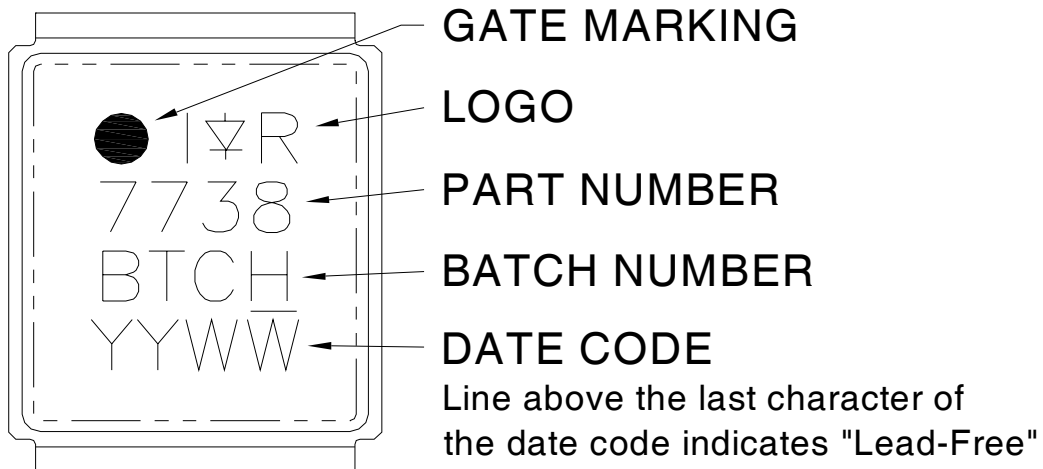 GATE MARKING
I R
LOGO
7738
PART NUMBER
BTCH
BATCH NUMBER
YYWW̅
DATE CODE
Line above the last character of
the date code indicates "Lead-Free"